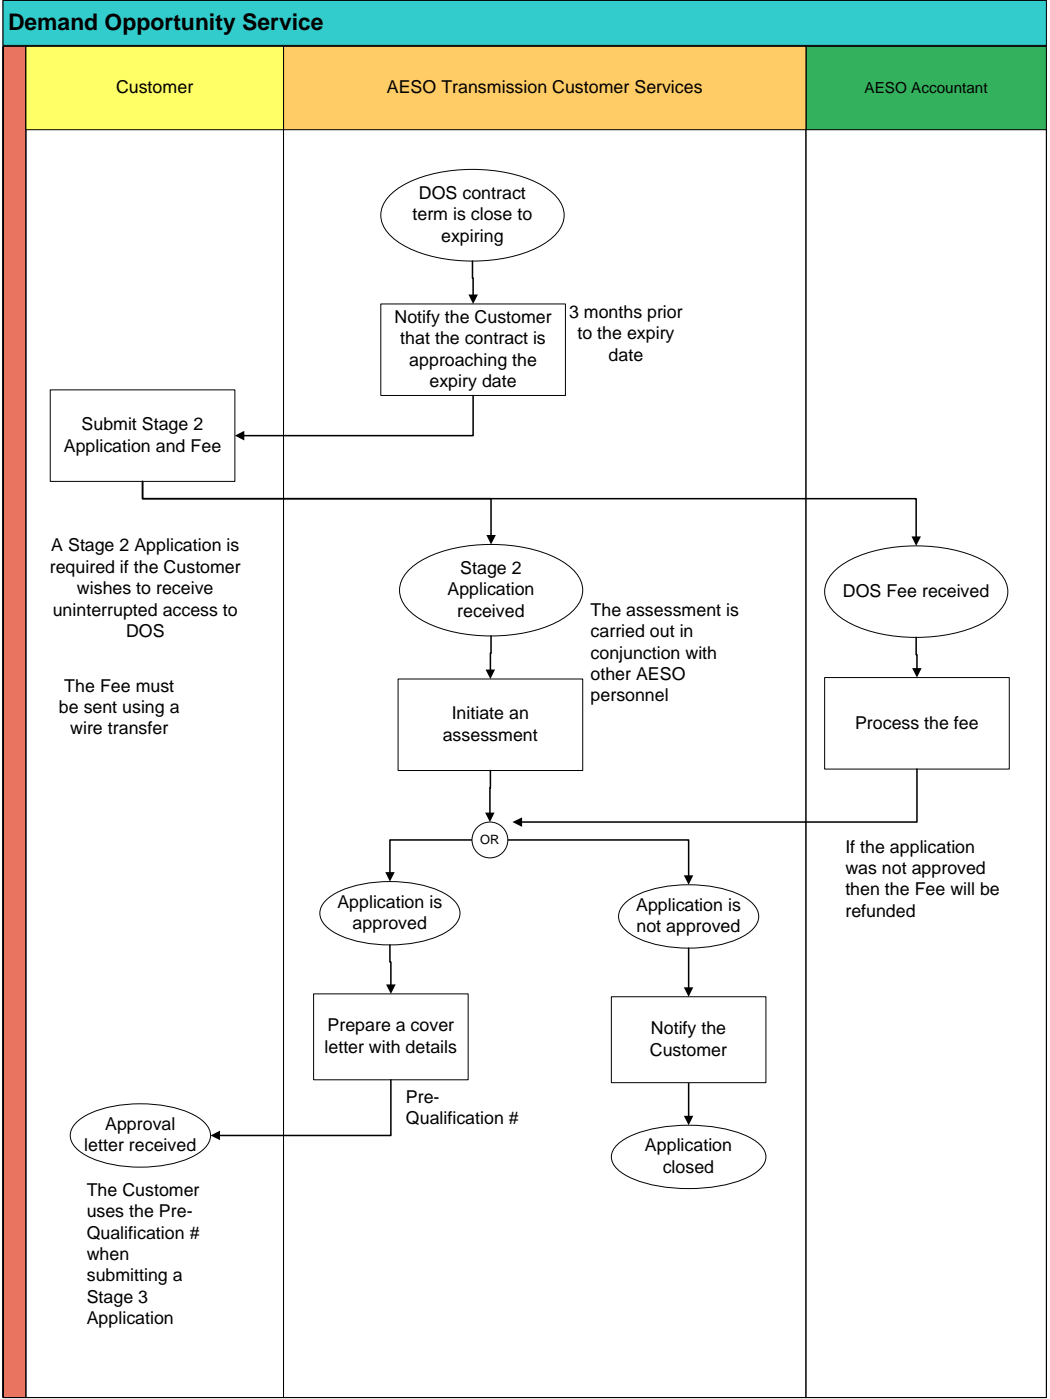 Demand Opportunity Service
Customer
AESO Transmission Customer Services
AESO Accountant
DOS contract
term is close to
expiring
Notify the Customer
that the contract is
approaching the
expiry date
3 months prior
to the expiry
date
Submit Stage 2
Application and Fee
A Stage 2 Application is
required if the Customer
wishes to receive
uninterrupted access to
DOS
The Fee must
be sent using a
wire transfer
Stage 2
Application
received
The assessment is
carried out in
conjunction with
other AESO
personnel
DOS Fee received
Initiate an
assessment
Process the fee
OR
If the application
was not approved
then the Fee will be
refunded
Application is
approved
Application is
not approved
Prepare a cover
letter with details
Notify the
Customer
Pre-
Qualification #
Approval
letter received
Application
closed
The Customer
uses the Pre-
Qualification #
when
submitting a
Stage 3
Application